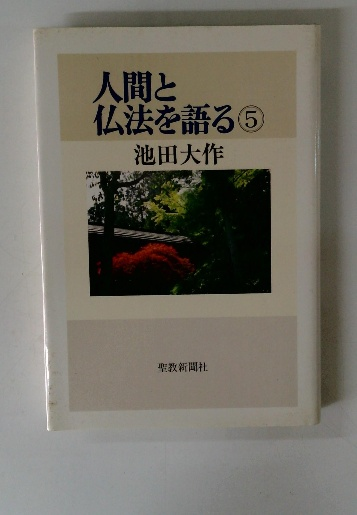 人間と
仏法を語る⑤
池田大作
聖教新聞社